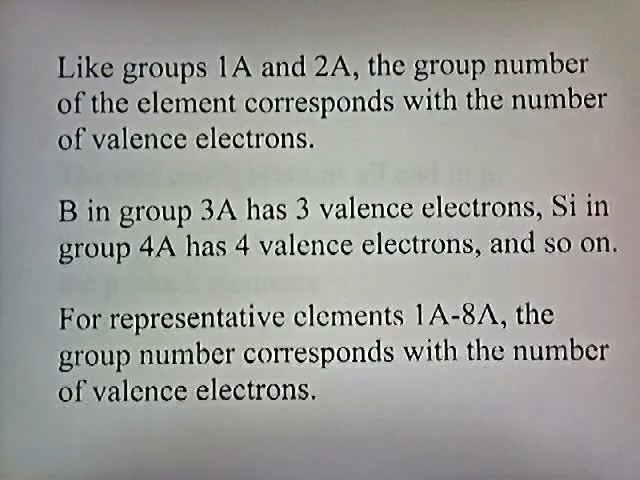 Like groups 1A and 2A, the group number
of the element corresponds with the number
of valence electrons.
B in group 3A has 3 valence electrons, Si in
group 4A has 4 valence electrons, and so on.
For representative elements 1A-8A, the
group number corresponds with the number
of valence electrons.